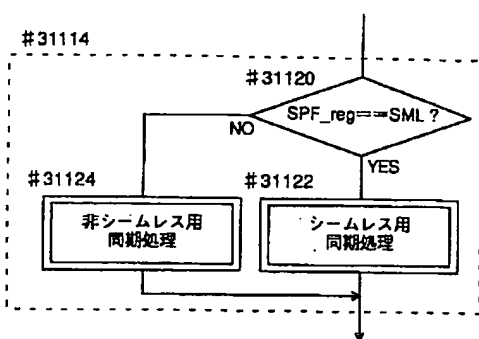 #31114
#31120
SPF_reg==SML ?
NO
YES
#31124
#31122
非シームレス用
同期処理
シームレス用
同期処理